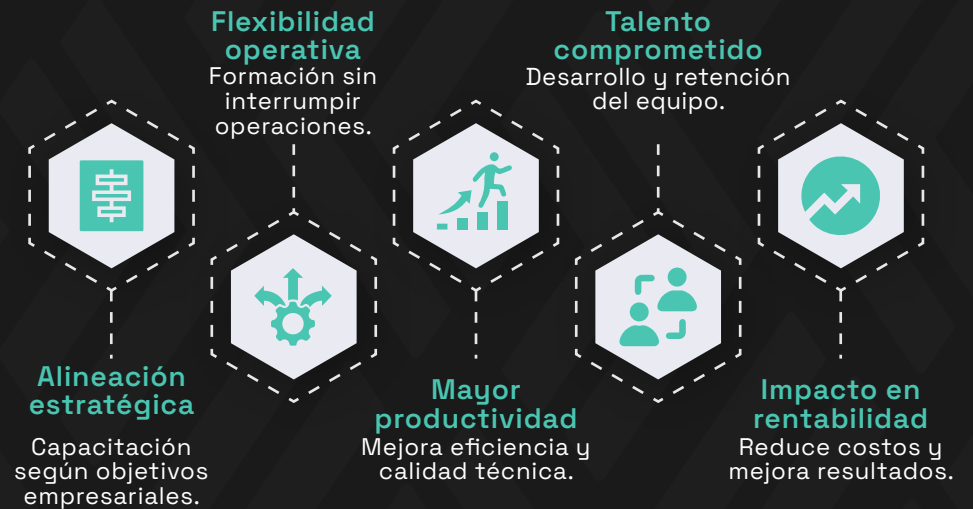 Flexibilidad
operativa
Formación sin
interrumpir
operaciones.
Talento
comprometido
Desarrollo y retención
del equipo.
Alineación
estratégica
Capacitación
según objetivos
empresariales.
Mayor
productividad
Mejora eficiencia y
calidad técnica.
Impacto en
rentabilidad
Reduce costos y
mejora resultados.